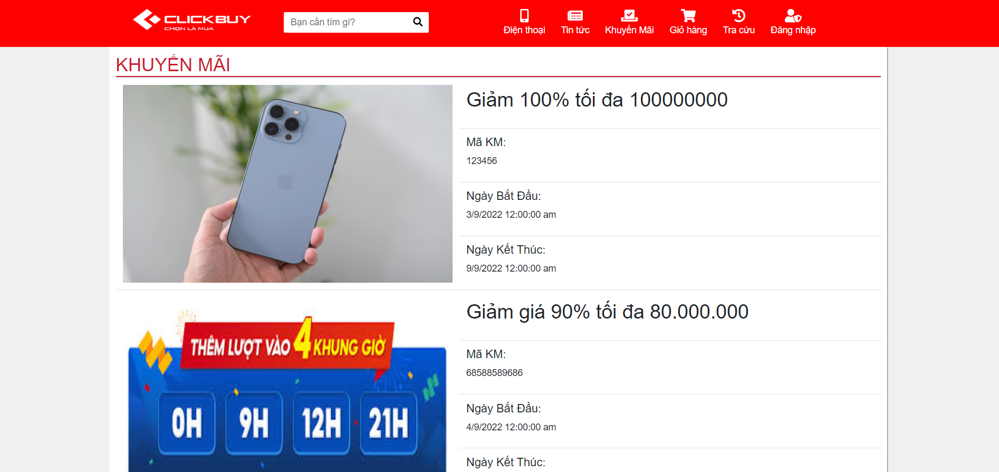 CLICKBUY
CHỌN LÀ MUA
Bạn cần tìm gì?
Điện thoại
Tin tức
Khuyến Mãi
Giỏ hàng
Tra cứu
Đăng nhập
KHUYẾN MÃI
Giảm 100% tối đa 100000000
Mã KM:
123456
Ngày Bắt Đầu:
3/9/2022 12:00:00 am
Ngày Kết Thúc:
9/9/2022 12:00:00 am
THÊM LƯỢT VÀO 4 KHUNG GIỜ
0H 9H 12H 21H
Giảm giá 90% tối đa 80.000.000
Mã KM:
68588589686
Ngày Bắt Đầu:
4/9/2022 12:00:00 am
Ngày Kết Thúc: